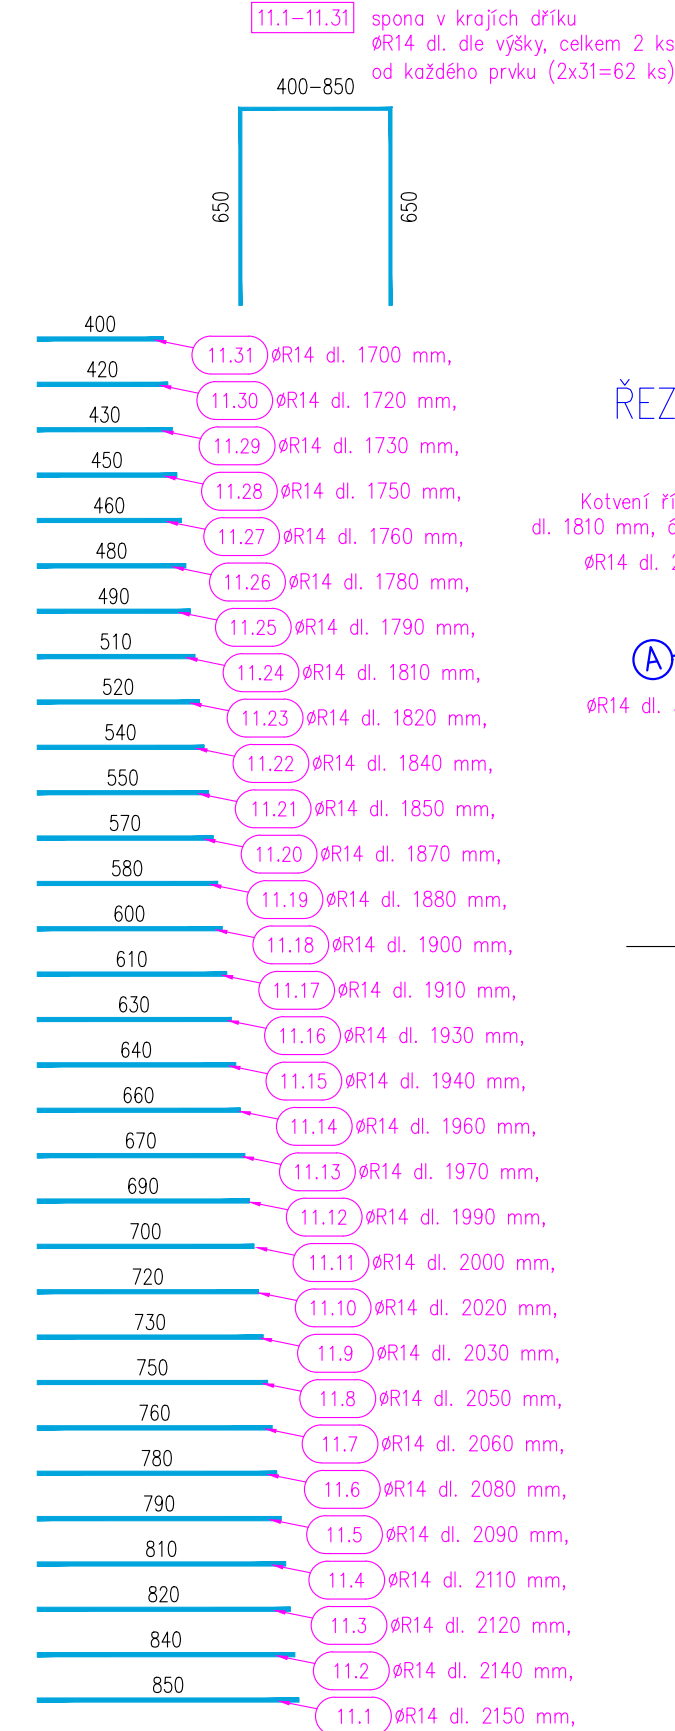 11.1-11.31 spona v krajích dříku
øR14 dl. dle výšky, celkem 2 ks
od každého prvku (2x31=62 ks)
400-850
650
650
400
11.31 øR14 dl. 1700 mm,
420
11.30 øR14 dl. 1720 mm,
ŘEZ
430
11.29 øR14 dl. 1730 mm,
450
11.28 øR14 dl. 1750 mm,
Kotvení
460
11.27 øR14 dl. 1760 mm,
dl. 1810 mm,
480
11.26 øR14 dl. 1780 mm,
øR14 dl.
490
11.25 øR14 dl. 1790 mm,
510
11.24 øR14 dl. 1810 mm,
A
520
11.23 øR14 dl. 1820 mm,
øR14 dl.
540
11.22 øR14 dl. 1840 mm,
550
11.21 øR14 dl. 1850 mm,
570
11.20 øR14 dl. 1870 mm,
580
11.19 øR14 dl. 1880 mm,
600
11.18 øR14 dl. 1900 mm,
610
11.17 øR14 dl. 1910 mm,
630
11.16 øR14 dl. 1930 mm,
640
11.15 øR14 dl. 1940 mm,
660
11.14 øR14 dl. 1960 mm,
670
11.13 øR14 dl. 1970 mm,
690
11.12 øR14 dl. 1990 mm,
700
11.11 øR14 dl. 2000 mm,
720
11.10 øR14 dl. 2020 mm,
730
11.9 øR14 dl. 2030 mm,
750
11.8 øR14 dl. 2050 mm,
760
11.7 øR14 dl. 2060 mm,
780
11.6 øR14 dl. 2080 mm,
790
11.5 øR14 dl. 2090 mm,
810
11.4 øR14 dl. 2110 mm,
820
11.3 øR14 dl. 2120 mm,
840
11.2 øR14 dl. 2140 mm,
850
11.1 øR14 dl. 2150 mm,